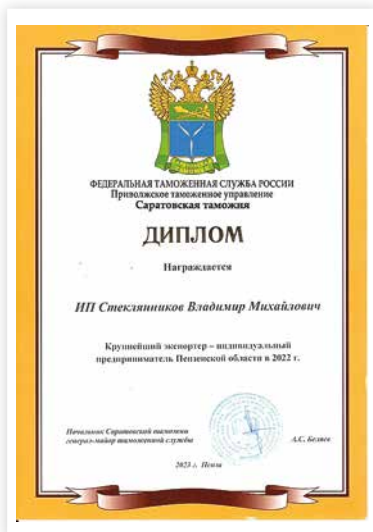 ФЕДЕРАЛЬНАЯ ТАМОЖЕННАЯ СЛУЖБА РОССИИ
Приволжское таможенное управление
Саратовская таможня
ДИПЛОМ
Награждается
ИП Стеклянников Владимир Михайлович
Крупнейший экспортер – индивидуальный
предприниматель Пензенской области в 2022 г.
Начальник Саратовской таможни
генерал-майор таможенной службы
А.С. Беляев
2023 г. Пенза